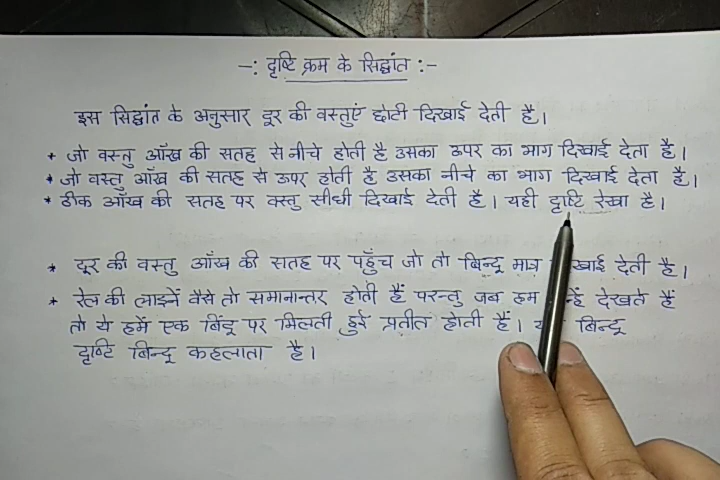 -: दृष्टि क्रम के सिद्धांत :-
इस सिद्धांत के अनुसार दूर की वस्तुएं छोटी दिखाई देती है।
* जो वस्तु आँख की सतह से नीचे होती है उसका ऊपर का भाग दिखाई देता है।
* जो वस्तु आँख की सतह से ऊपर होती है उसका नीचे का भाग दिखाई देता है।
* ठीक आँख की सतह पर वस्तु सीधी दिखाई देती है। यही दृष्टि रेखा है।
* दूर की वस्तु आँख की सतह पर पहुँच जो तो बिन्दू मात्र देती है।
* रेल की लाइनें वैसे तो समानान्तर होती हैं परन्तु जब हम देखते हैं
तो ये हमें एक बिंदू पर मिलती हुई प्रतीत होती हैं। बिन्दू
दृष्टि बिन्दू कहलाता है।